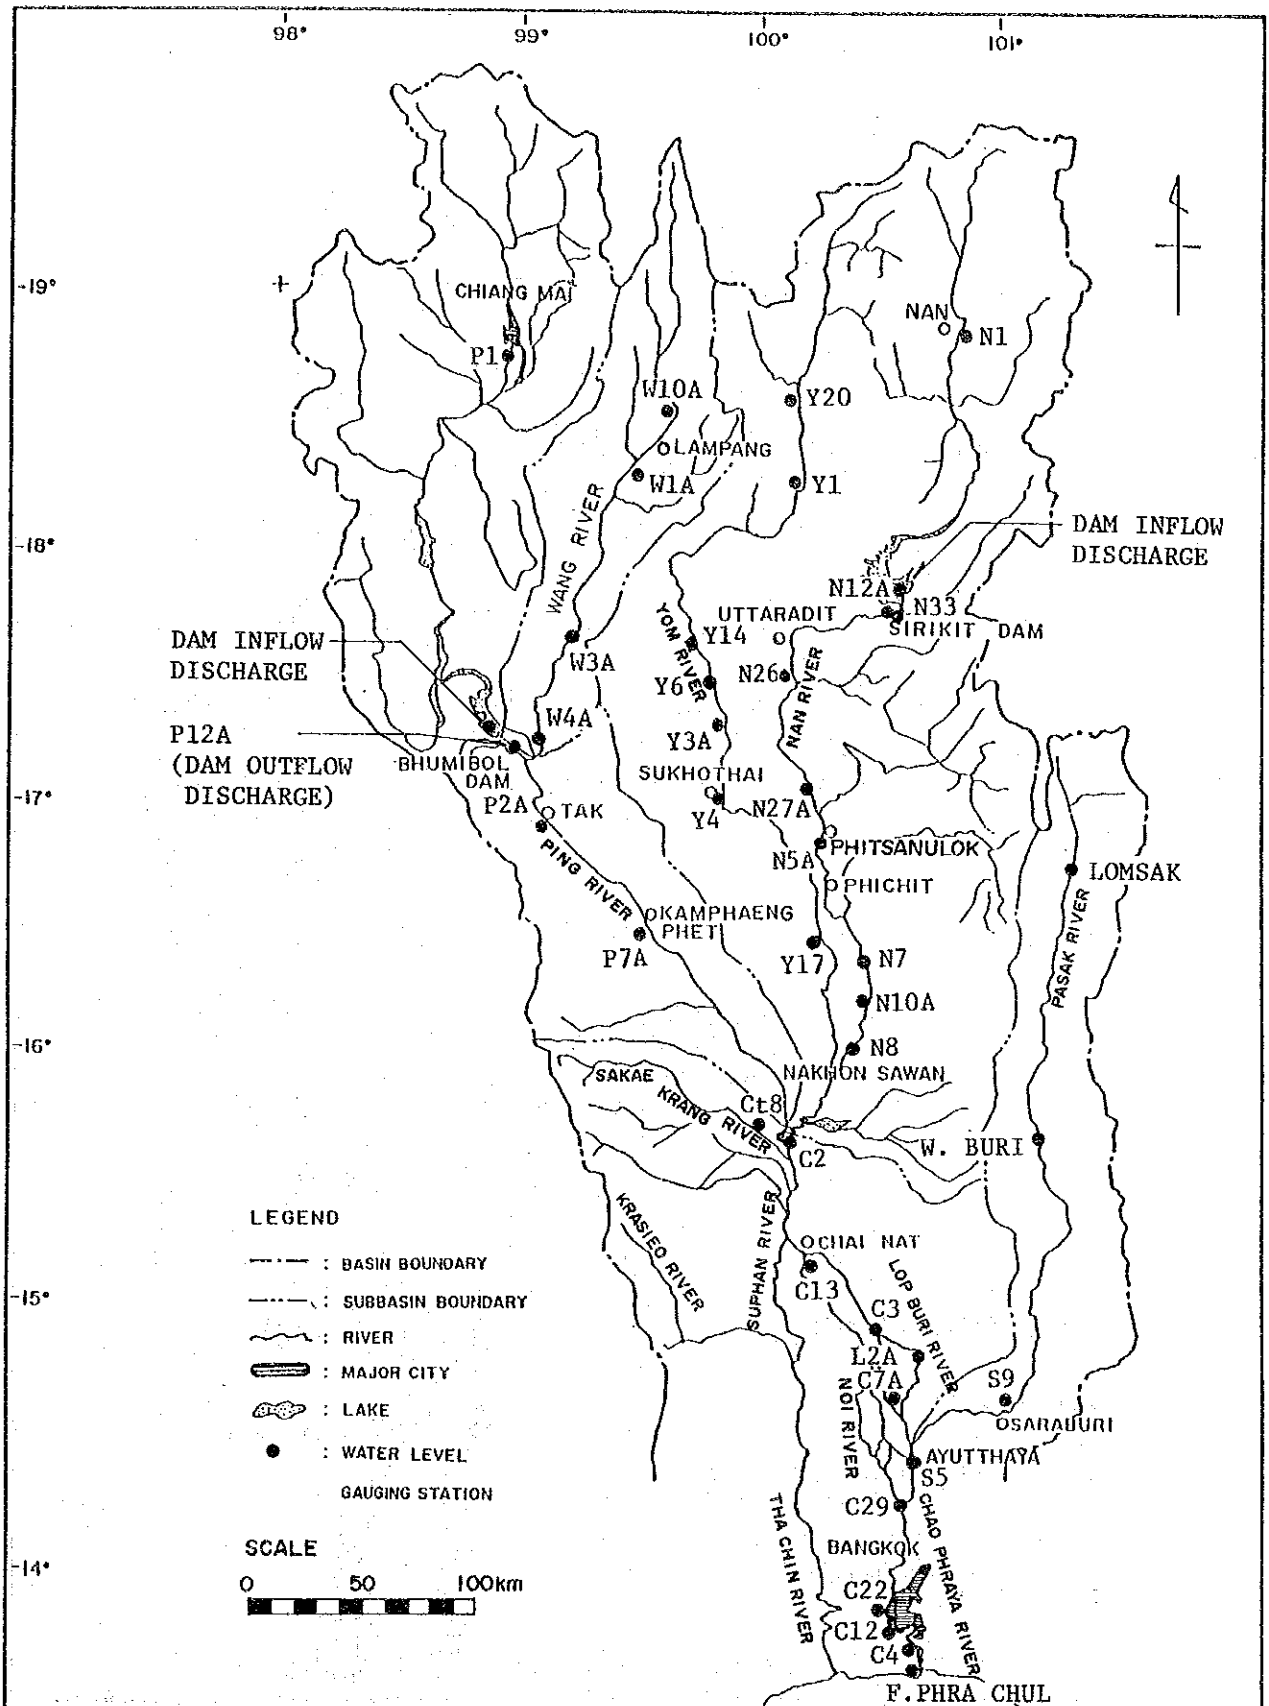 98°
99°
100°
101°
19°
CHIANG MAI
NAN
N1
P1
W10A
Y20
LAMPANG
W1A
Y1
WANG RIVER
18°
DAM INFLOW
DISCHARGE
N12A
N33
SIRIKIT DAM
UTTARADIT
YOM RIVER
Y14
DAM INFLOW
DISCHARGE
W3A
Y6
N26
NAN RIVER
P12A
(DAM OUTFLOW
DISCHARGE)
W4A
Y3A
BHUMIBOL
DAM
SUKHOTHAI
17°
P2A
TAK
Y4
N27A
PING RIVER
N5A
PHITSANULOK
LOMSAK
PHICHIT
KAMPHAENG
PHET
P7A
Y17
N7
PASAK RIVER
N10A
16°
N8
SAKAE
KRANG RIVER
NAKHON SAWAN
Ct8
C2
W. BURI
KRASIEO RIVER
SUPHAN RIVER
CHAI NAT
C13
LOP BURI RIVER
15°
C3
L2A
C7A
S9
NOI RIVER
SARABURI
AYUTTHAYA
S5
C29
CHAO PHRAYA RIVER
THA CHIN RIVER
BANGKOK
14°
C22
C12
C4
F.PHRA CHUL
LEGEND
: BASIN BOUNDARY
: SUBBASIN BOUNDARY
: RIVER
: MAJOR CITY
: LAKE
: WATER LEVEL
GAUGING STATION
SCALE
0 50 100km